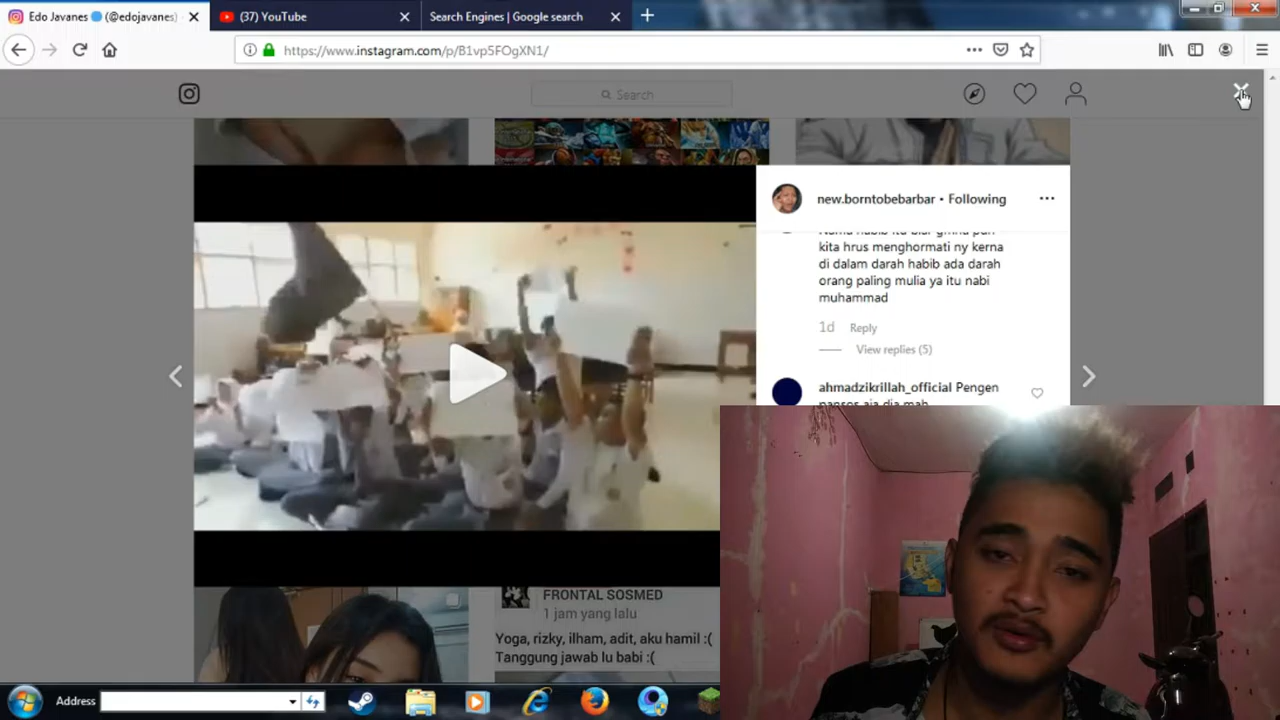 Edo Javanes (@edojavanes)
(37) YouTube
Search Engines | Google search
https://www.instagram.com/p/B1vp5FOgXN1/
Search
new.borntobebarbar • Following
kita hrus menghormati ny kerna
di dalam darah habib ada darah
orang paling mulia ya itu nabi
muhammad
1d Reply
View replies (5)
ahmadzikrillah_official Pengen
FRONTAL SOSMED
1 jam yang lalu
Yoga, rizky, ilham, adit, aku hamil :(
Tanggung jawab lu babi :(
Address